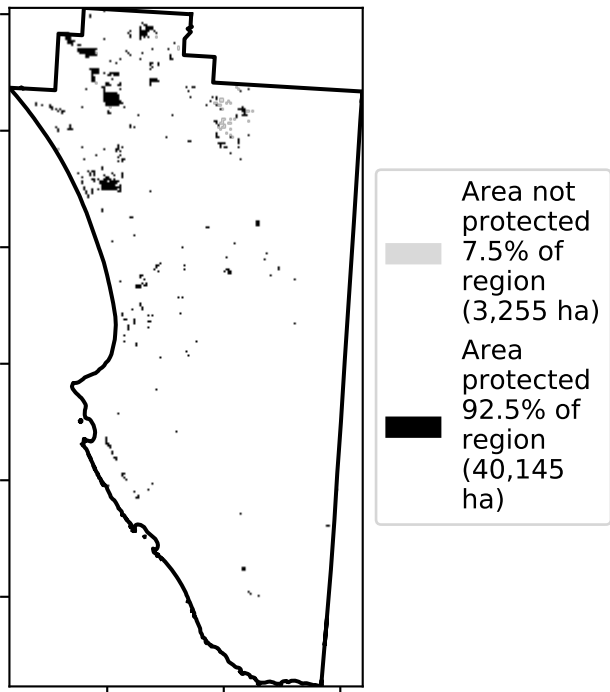 Area not
protected
7.5% of
region
(3,255 ha)
Area
protected
92.5% of
region
(40,145
ha)